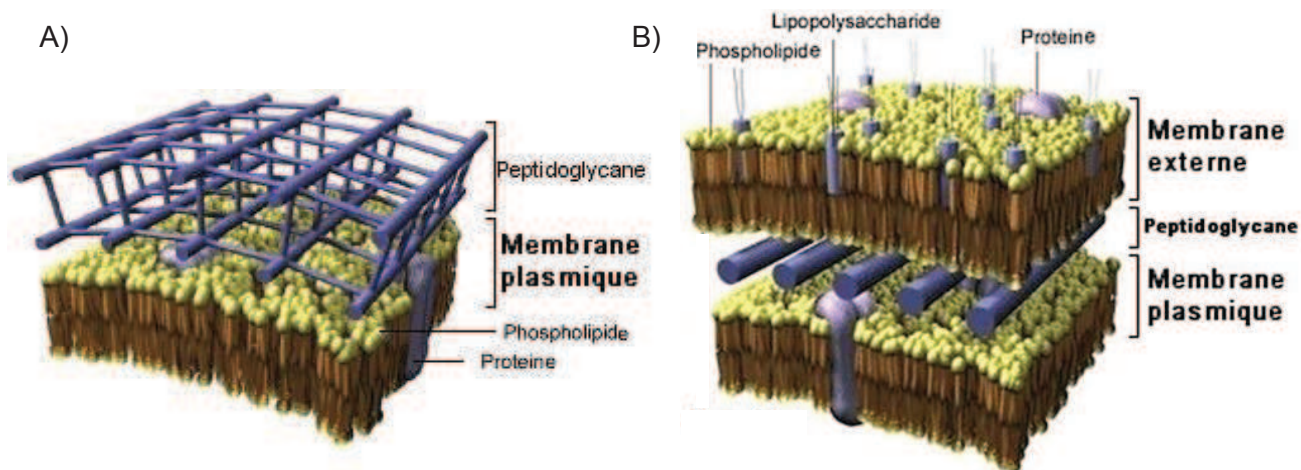 A)
Peptidoglycane
Membrane
plasmique
Phospholipide
Proteine
B)
Lipopolysaccharide
Phospholipide
Proteine
Membrane
externe
Peptidoglycane
Membrane
plasmique